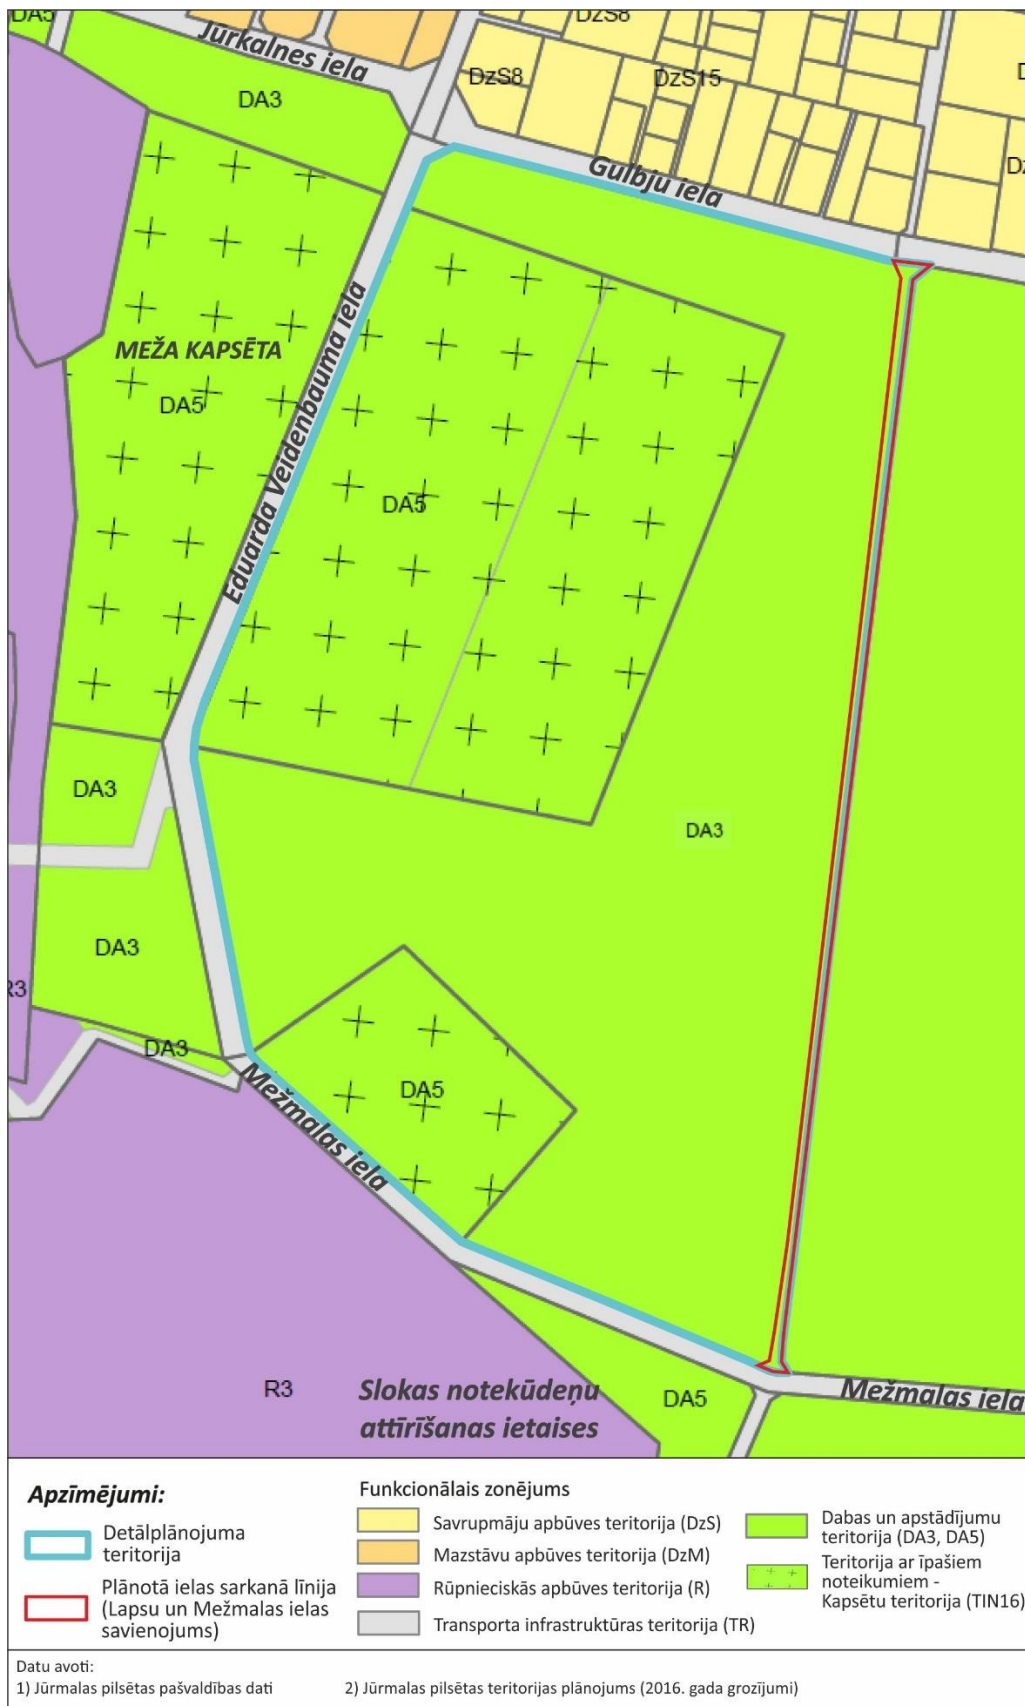 DA5
DzS8
Jūrkalnes iela
DzS8
DzS15
DA3
Gulbju iela
MEŽA KAPSĒTA
DA5
Eduarda Veidenbauma iela
DA5
DA3
DA3
DA3
R3
DA3
DA5
Mežmalas iela
R3
Slokas notekūdeņu
attīrīšanas ietaises
DA5
Mežmalas iela
Apzīmējumi:
Detālplānojuma
teritorija
Plānotā ielas sarkanā līnija
(Lapsu un Mežmalas ielas
savienojums)
Funkcionālais zonējums
Savrupmāju apbūves teritorija (DzS)
Mazstāvu apbūves teritorija (DzM)
Rūpnieciskās apbūves teritorija (R)
Transporta infrastruktūras teritorija (TR)
Dabas un apstādījumu
teritorija (DA3, DA5)
Teritorija ar īpašiem
noteikumiem -
Kapsētu teritorija (TIN16)
Datu avoti:
1) Jūrmalas pilsētas pašvaldības dati
2) Jūrmalas pilsētas teritorijas plānojums (2016. gada grozījumi)